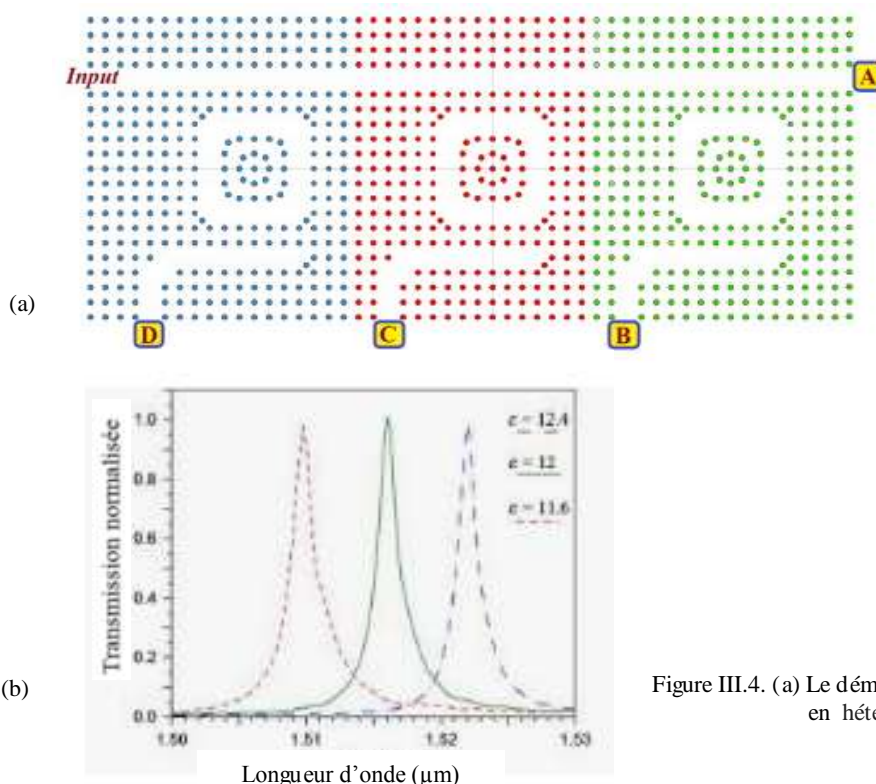 Input
A
(a)
D
C
B
Transmission normalisée
1.0
0.8
0.6
0.4
0.2
0.0
ε = 12.4
ε = 12
ε = 11.6
(b)
1.50
1.51
1.52
1.53
Longueur d'onde (µm)
Figure III.4. (a) Le dém
en héte